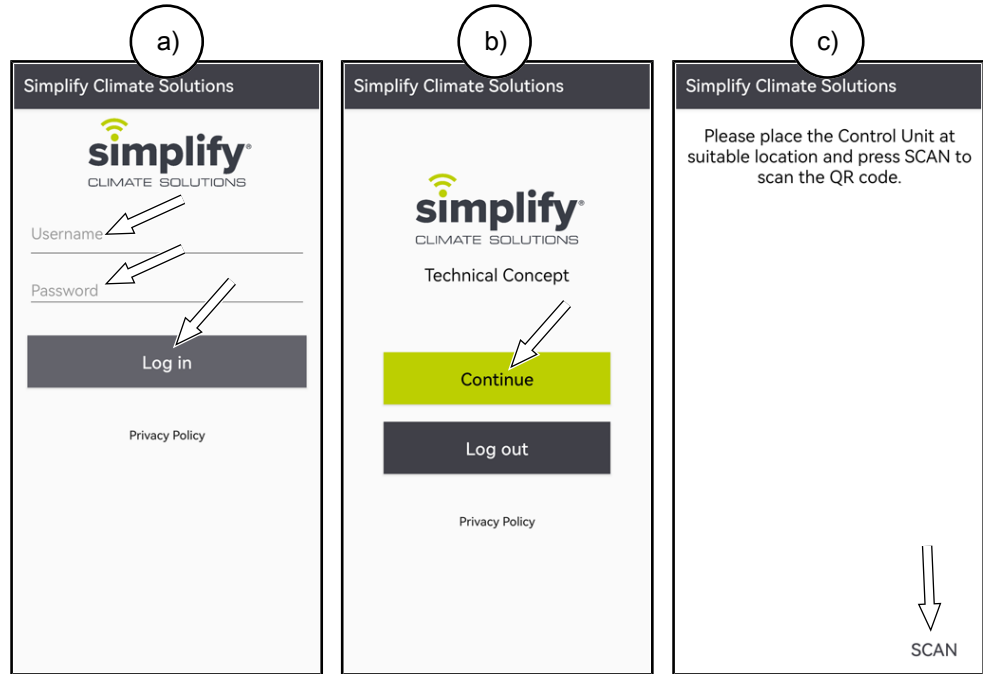 a)
Simplify Climate Solutions
simplify®
CLIMATE SOLUTIONS
Username
Password
Log in
Privacy Policy
b)
Simplify Climate Solutions
simplify®
CLIMATE SOLUTIONS
Technical Concept
Continue
Log out
Privacy Policy
c)
Simplify Climate Solutions
Please place the Control Unit at
suitable location and press SCAN to
scan the QR code.
SCAN